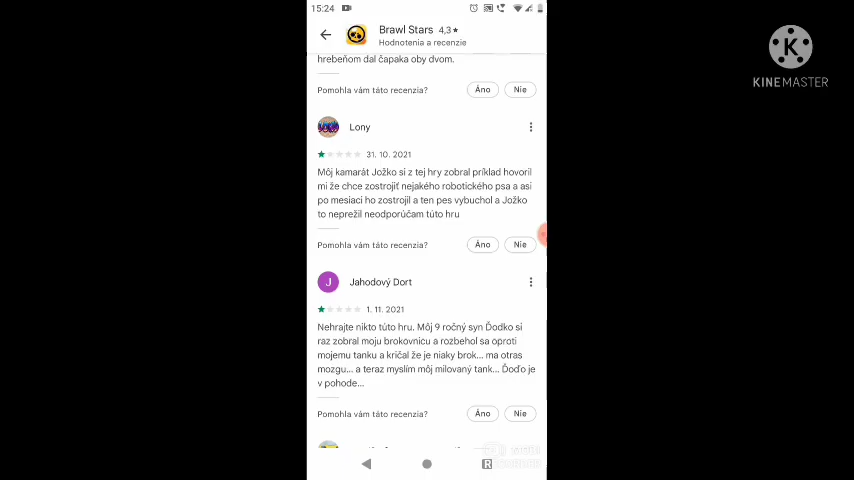 15:24
Brawl Stars 4,3★
Hodnotenia a recenzie
K
KINEMASTER
hrebeňom dal čapaka oby dvom.
Pomohla vám táto recenzia?
Áno
Nie
Lony
31. 10. 2021
Môj kamarát Jožko si z tej hry zobral príklad hovoril
mi že chce zostrojiť nejakého robotického psa a asi
po mesiaci ho zostrojil a ten pes vybuchol a Jožko
to neprežil neodporúčam túto hru
Pomohla vám táto recenzia?
Áno
Nie
J
Jahodový Dort
1. 11. 2021
Nehrajte nikto túto hru. Môj 9 ročný syn Ďodko si
raz zobral moju brokovnicu a rozbehol sa oproti
mojemu tanku a kričal že je niaky brok... ma otras
mozgu... a teraz myslím môj milovaný tank... Ďoďo je
v pohode...
Pomohla vám táto recenzia?
Áno
Nie